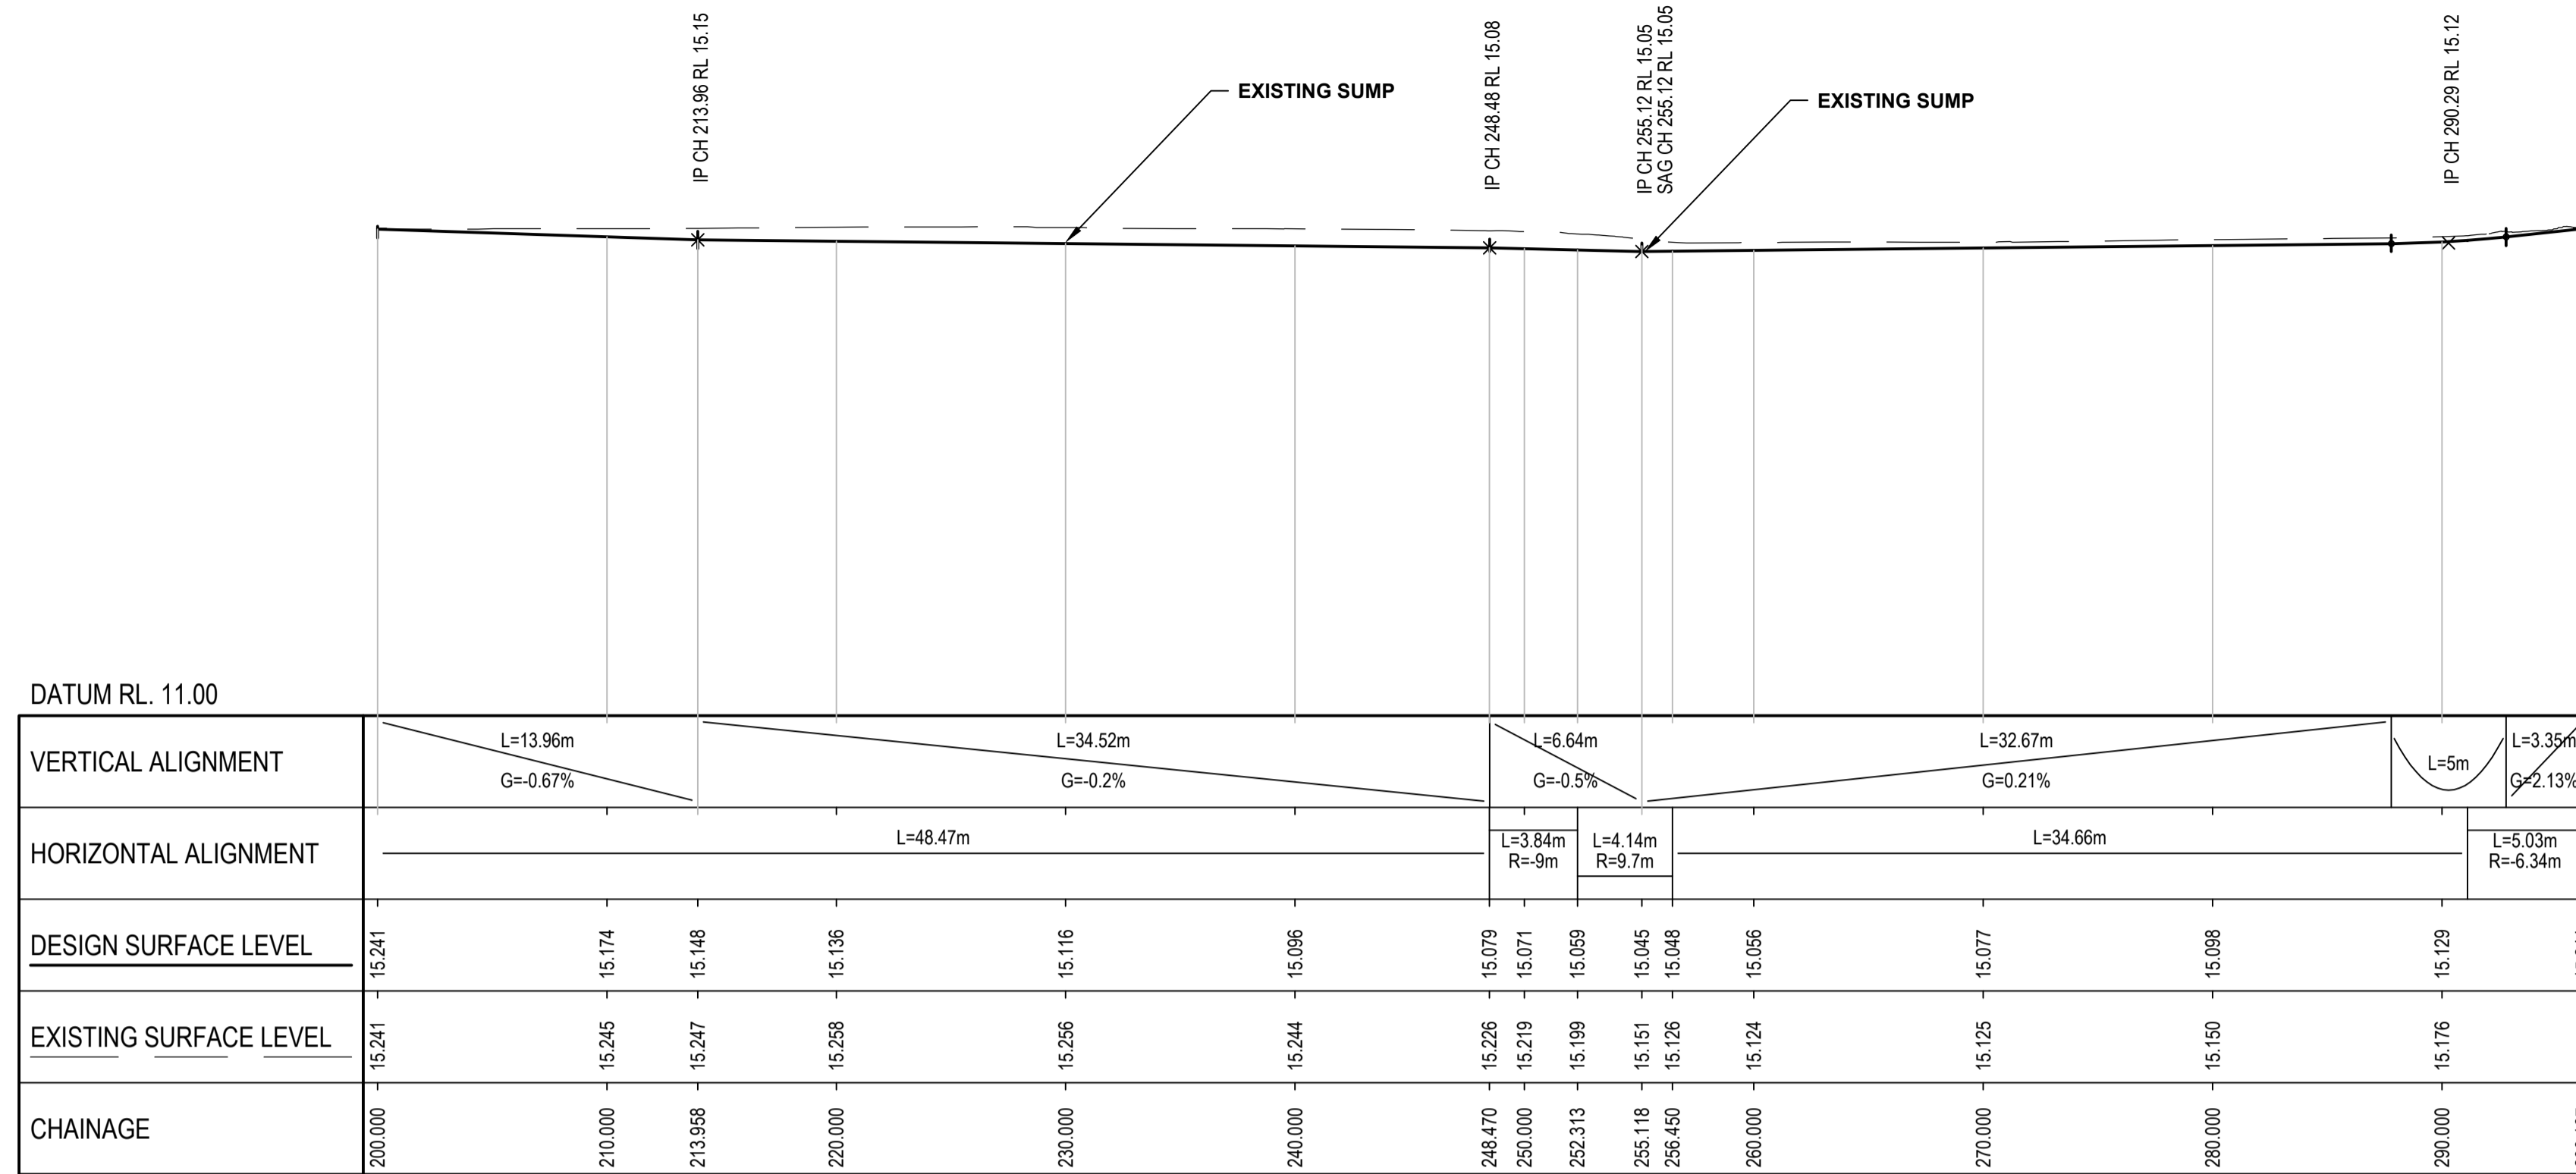 IP CH 213.96 RL 15.15
IP CH 248.48 RL 15.08
IP CH 255.12 RL 15.05
SAG CH 255.12 RL 15.05
IP CH 290.29 RL 15.12
EXISTING SUMP
EXISTING SUMP
DATUM RL. 11.00
VERTICAL ALIGNMENT
L=13.96m
G=-0.67%
L=34.52m
G=-0.2%
L=6.64m
G=-0.5%
L=32.67m
G=0.21%
L=5m
L=3.35m
G=2.13%
HORIZONTAL ALIGNMENT
L=48.47m
L=3.84m
R=-9m
L=4.14m
R=9.7m
L=34.66m
L=5.03m
R=-6.34m
DESIGN SURFACE LEVEL
15.241
15.174
15.148
15.136
15.116
15.096
15.079
15.071
15.059
15.045
15.048
15.056
15.077
15.098
15.129
EXISTING SURFACE LEVEL
15.241
15.245
15.247
15.258
15.256
15.244
15.226
15.219
15.199
15.151
15.126
15.124
15.125
15.150
15.176
CHAINAGE
200.000
210.000
213.958
220.000
230.000
240.000
248.470
250.000
252.313
255.118
256.450
260.000
270.000
280.000
290.000